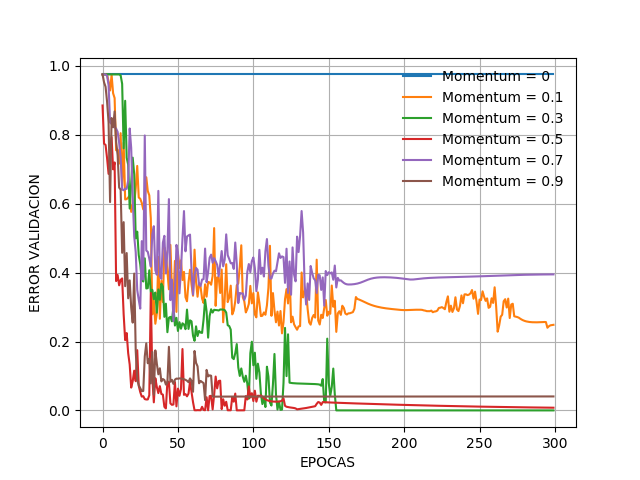 1.0
0.8
0.6
0.4
0.2
0.0
ERROR VALIDACION
Momentum = 0
Momentum = 0.1
Momentum = 0.3
Momentum = 0.5
Momentum = 0.7
Momentum = 0.9
0 50 100 150 200 250 300
EPOCAS